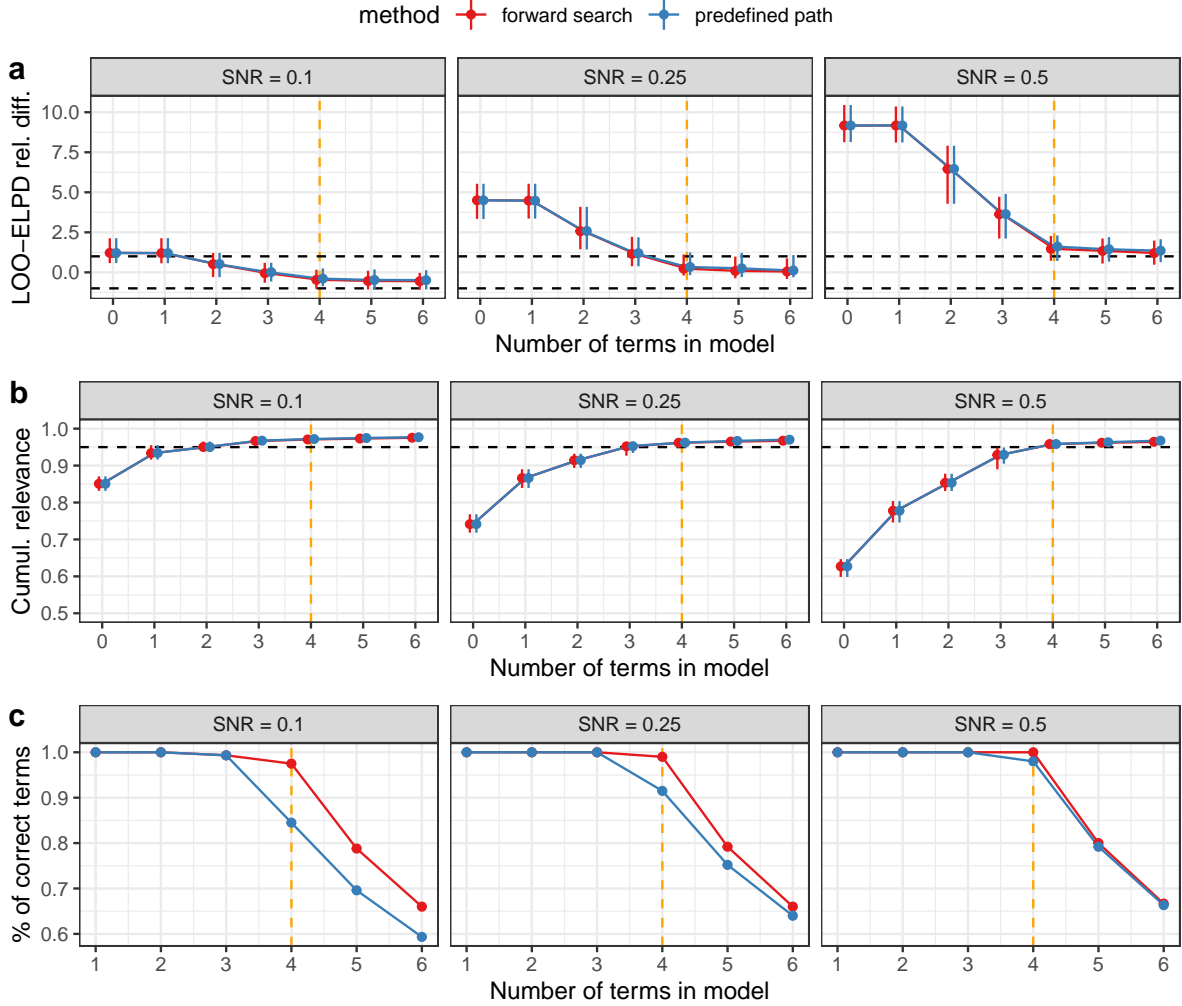 method forward search predefined path
a
SNR = 0.1 SNR = 0.25 SNR = 0.5
LOO−ELPD rel. diff.
10.0
7.5
5.0
2.5
0.0
0 1 2 3 4 5 6 0 1 2 3 4 5 6 0 1 2 3 4 5 6
Number of terms in model
b
SNR = 0.1 SNR = 0.25 SNR = 0.5
Cumul. relevance
1.0
0.9
0.8
0.7
0.6
0.5
0 1 2 3 4 5 6 0 1 2 3 4 5 6 0 1 2 3 4 5 6
Number of terms in model
c
SNR = 0.1 SNR = 0.25 SNR = 0.5
% of correct terms
1.0
0.9
0.8
0.7
0.6
1 2 3 4 5 6 1 2 3 4 5 6 1 2 3 4 5 6
Number of terms in model